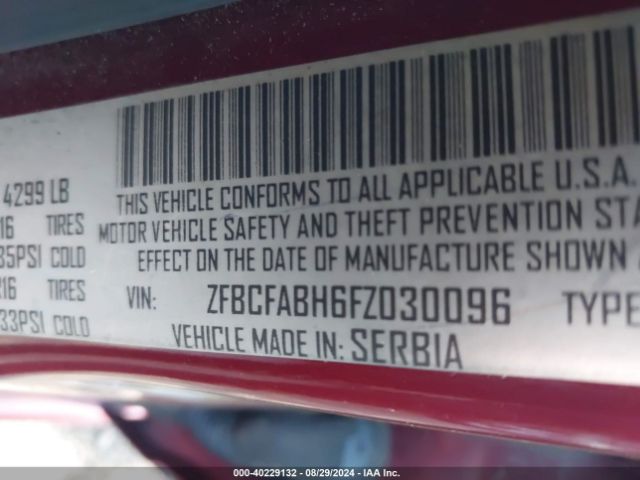 4299 LB
THIS VEHICLE CONFORMS TO ALL APPLICABLE U.S.A.
16 TIRES
MOTOR VEHICLE SAFETY AND THEFT PREVENTION STA
35PSI COLD
EFFECT ON THE DATE OF MANUFACTURE SHOWN
R16 TIRES
VIN: ZFBCFABH6FZ030096 TYPE
33PSI COLD
VEHICLE MADE IN: SERBIA
000-40229132 - 08/29/2024 - IAA Inc.